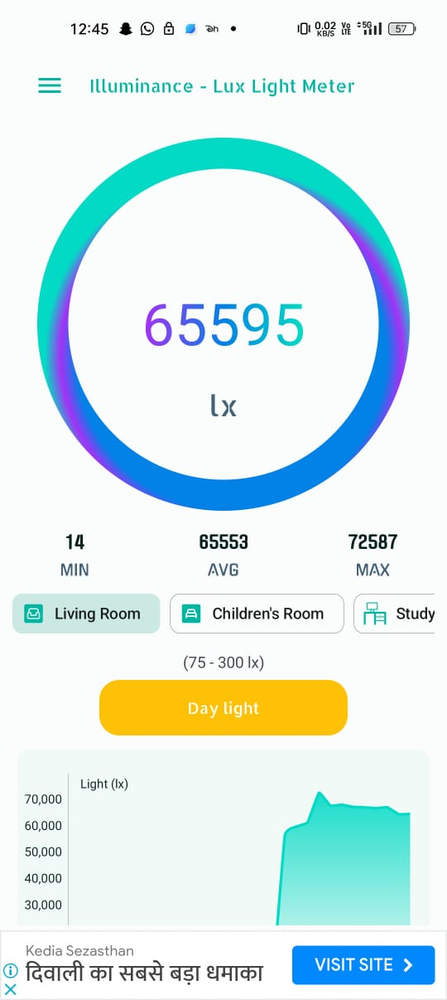 12:45 ₔh • 0.02 KB/S Vo LTE 5G 57
Illuminance - Lux Light Meter
65595
lx
14 65553 72587
MIN AVG MAX
Living Room Children's Room Study
(75 - 300 lx)
Day light
Light (lx)
70,000
60,000
50,000
40,000
30,000
Kedia Sezasthan
दिवाली का सबसे बड़ा धमाका
VISIT SITE